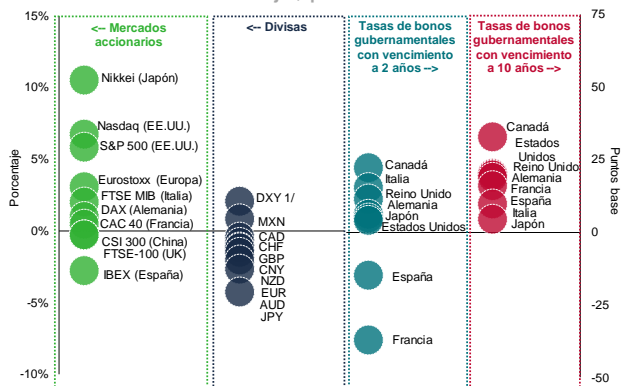 15%
10%
5%
0%
-5%
-10%
Porcentaje
<-- Mercados
accionarios
Nikkei (Japón)
Nasdaq (EE.UU.)
S&P 500 (EE.UU.)
Eurostoxx (Europa)
FTSE MIB (Italia)
DAX (Alemania)
CAC 40 (Francia)
CSI 300 (China)
FTSE-100 (UK)
IBEX (España)
<-- Divisas
DXY 1/
MXN
CAD
CHF
GBP
CNY
NZD
EUR
AUD
JPY
Tasas de bonos
gubernamentales
con vencimiento
a 2 años -->
Canadá
Italia
Reino Unido
Alemania
Japón
Estados Unidos
España
Francia
Tasas de bonos
gubernamentales
con vencimiento
a 10 años -->
Canadá
Estados
Unidos
Reino Unido
Alemania
Francia
España
Italia
Japón
75
50
25
0
-25
-50
Puntos base